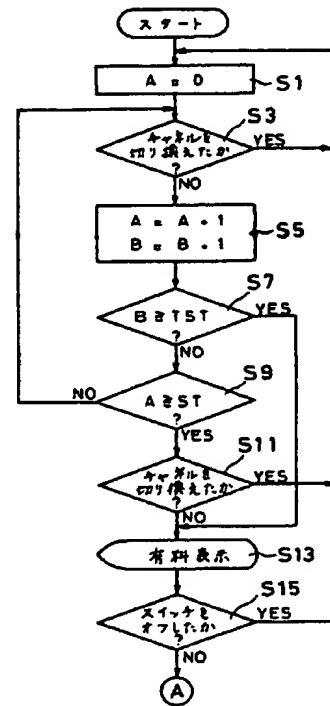 スタート
A = 0
S1
S3
チャネルを
切り換えたか
?
YES
NO
A = A + 1
B = B + 1
S5
S7
B≧TST
?
YES
NO
S9
A≧ST
?
NO
YES
S11
チャネルを
切り換えたか
?
YES
NO
有料表示
S13
S15
スイッチを
オフしたか
?
YES
NO
A